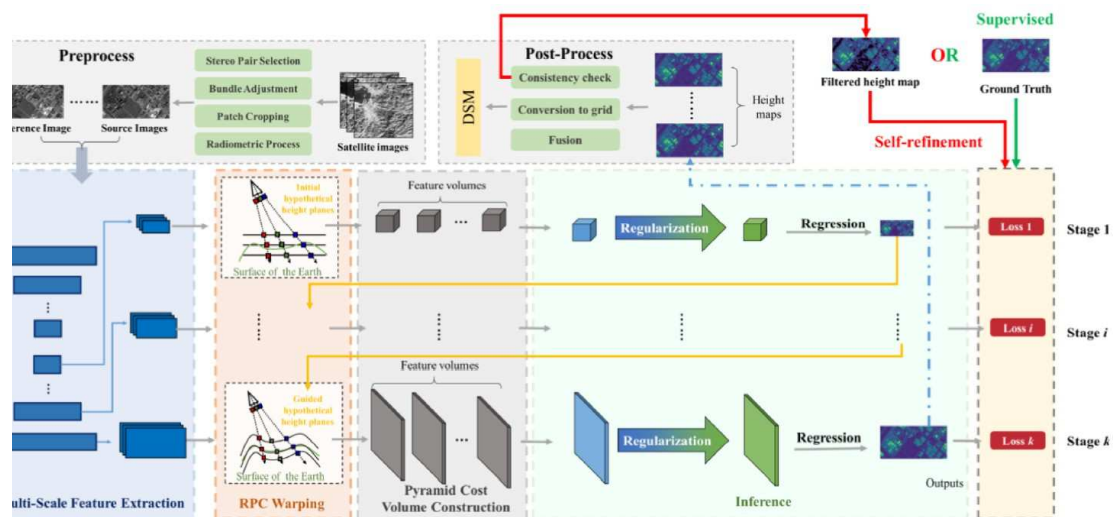 Supervised
Preprocess
Stereo Pair Selection
Bundle Adjustment
Patch Cropping
Radiometric Process
erence Image
Source Images
Satellite images
Post-Process
DSM
Consistency check
Conversion to grid
Fusion
Height
maps
Filtered height map
OR
Ground Truth
Self-refinement
Initial
hypothetical
height planes
Surface of the Earth
Feature volumes
Regularization
Regression
Loss 1
Stage 1
Loss i
Stage i
Guided
hypothetical
height planes
Surface of the Earth
Feature volumes
Regularization
Regression
Loss k
Stage k
Outputs
ulti-Scale Feature Extraction
RPC Warping
Pyramid Cost
Volume Construction
Inference